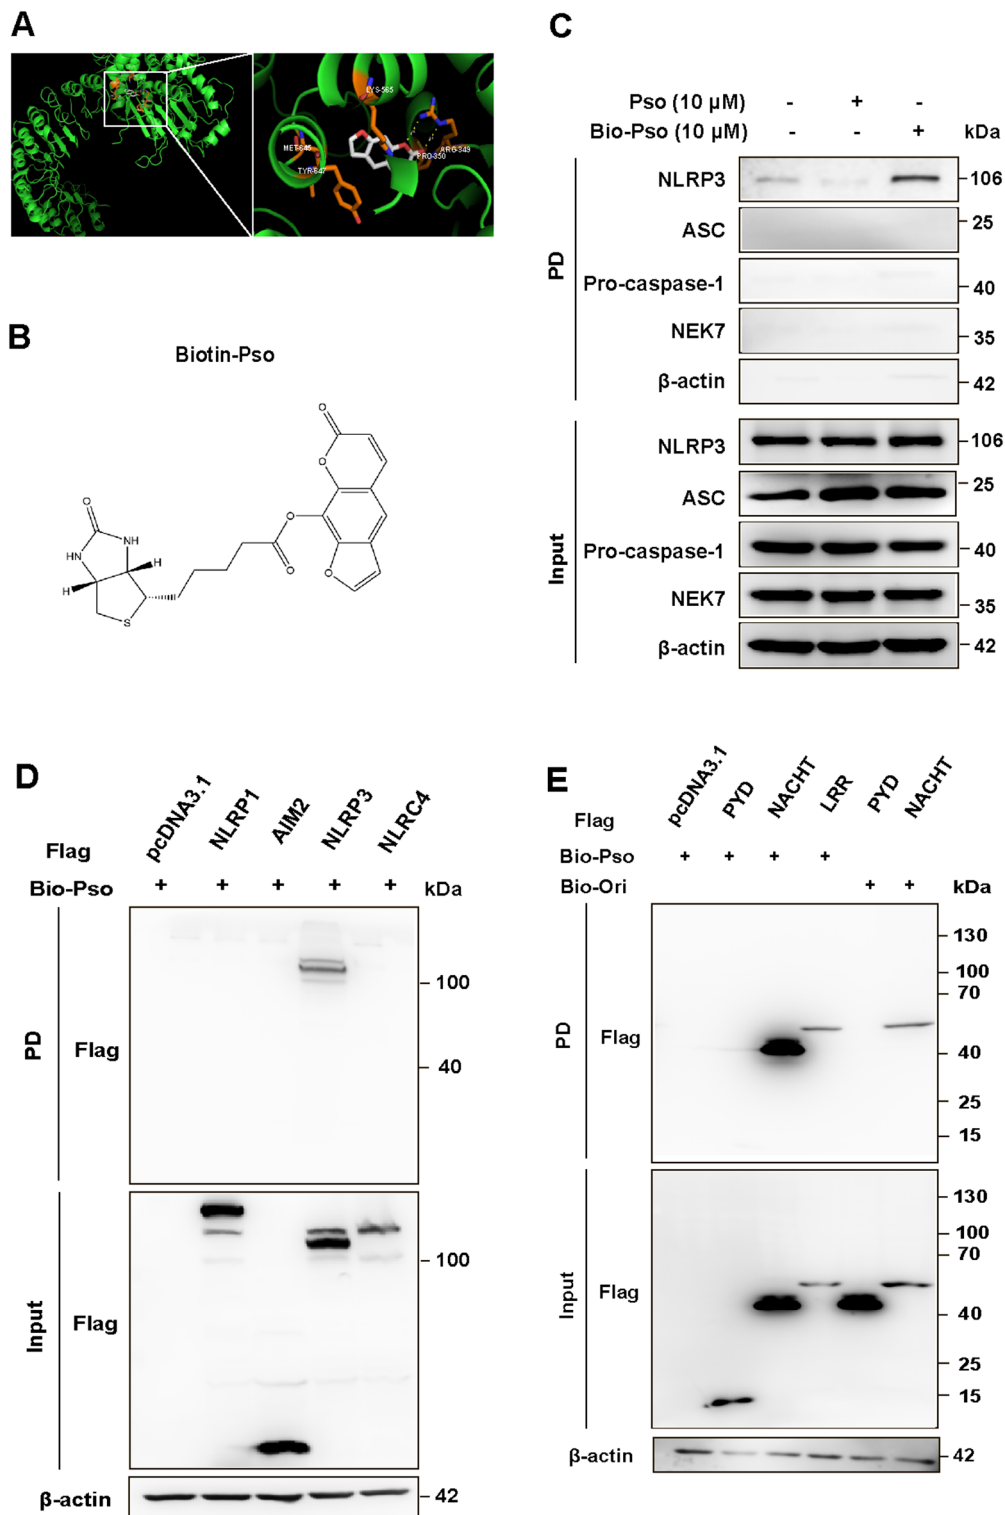 A
LYS-565
MET-645
TYR-647
PRO-350
ARG-349
B
Biotin-Pso
O
O
O
O
NH
HN
H
H
S
O
O
C
Pso (10 μM) - + -
Bio-Pso (10 μM) - - + kDa
PD
NLRP3 106
ASC 25
Pro-caspase-1 40
NEK7 35
β-actin 42
Input
NLRP3 106
ASC 25
Pro-caspase-1 40
NEK7 35
β-actin 42
D
Flag pcDNA3.1 NLRP1 AIM2 NLRP3 NLRC4
Bio-Pso + + + + + kDa
PD
Flag
100
40
Input
Flag
100
β-actin 42
E
Flag pcDNA3.1 PYD NACHT LRR PYD NACHT
Bio-Pso + + + +
Bio-Ori + + kDa
PD
Flag
130
100
70
40
25
15
Input
Flag
130
100
70
40
25
15
β-actin 42